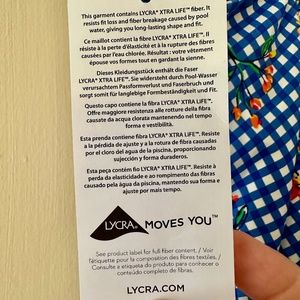 This garment contains LYCRA® XTRA LIFE™ fiber. It
resists fit loss and fiber breakage caused by pool
water, giving you long-lasting shape and fit.
Ce maillot contient la fibre LYCRA® XTRA LIFE™. Il
résiste à la perte d'élasticité et à la rupture des fibres
causées par l'eau chlorée. Résultat : votre vêtement
épouse vos formes tout en gardant la sienne.
Dieses Kleidungsstück enthält die Faser
LYCRA® XTRA LIFE™. Sie widersteht durch Pool-Wasser
verursachtem Passformverlust und Faserbruch und
sorgt somit für langlebige Formbeständigkeit und Fit.
Questo capo contiene la fibra LYCRA® XTRA LIFE™.
Offre maggiore resistenza alle rotture della fibra
causate da acqua clorata mantenendo nel tempo
forma e vestibilità.
Esta prenda contiene fibra LYCRA® XTRA LIFE™. Resiste
a la pérdida de ajuste y a la rotura de fibras causadas
por el cloro del agua de la piscina, proporcionando
sujección y forma duraderos.
Esta peça contém fio LYCRA® XTRA LIFE™. Resiste à
perda da elasticidade e ao rompimento das fibras
causado pela água da piscina, mantendo sua forma e
ajuste por mais tempo.
LYCRA® MOVES YOU™
See product label for full fiber content. / Voir
l'étiquette pour la composition des fibres textiles. /
Consulte a etiqueta do produto para conhecer o
conteúdo completo de fibras.
LYCRA.COM